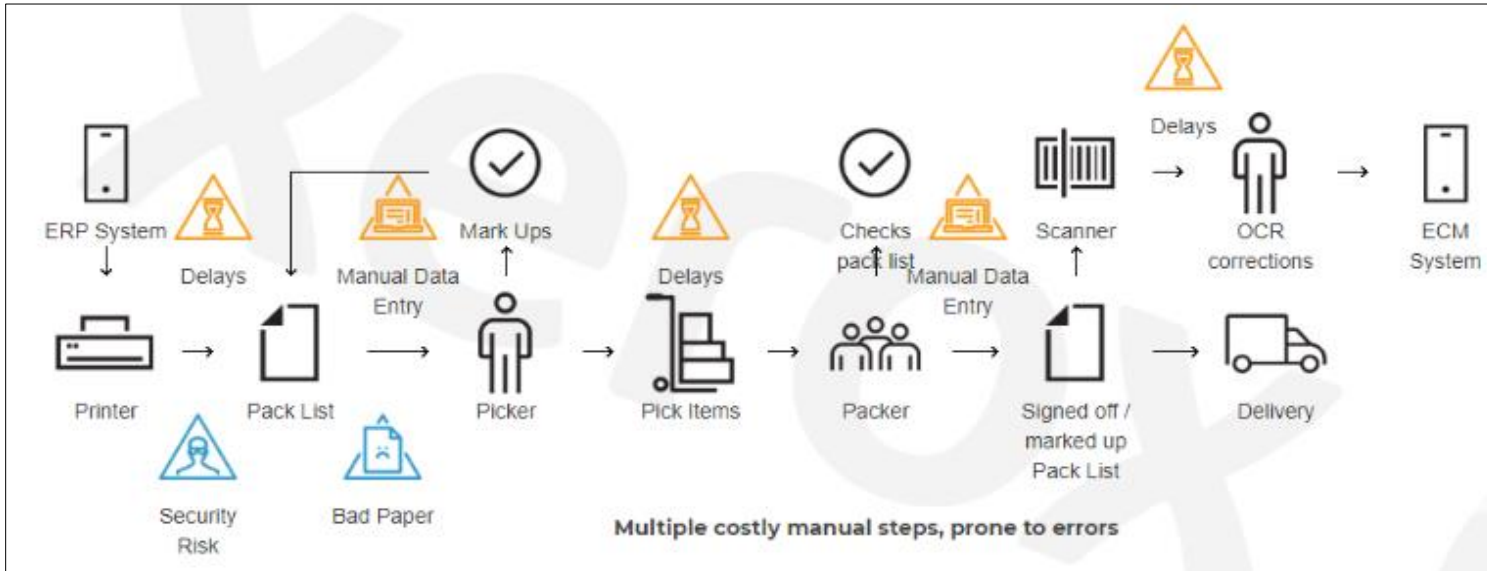 Delays
ERP System
Mark Ups
Checks
pack list
Scanner
OCR
corrections
ECM
System
Delays
Manual Data
Entry
Delays
Manual Data
Entry
Printer
Pack List
Picker
Pick Items
Packer
Signed off /
marked up
Pack List
Delivery
Security
Risk
Bad Paper
Multiple costly manual steps, prone to errors
xerox